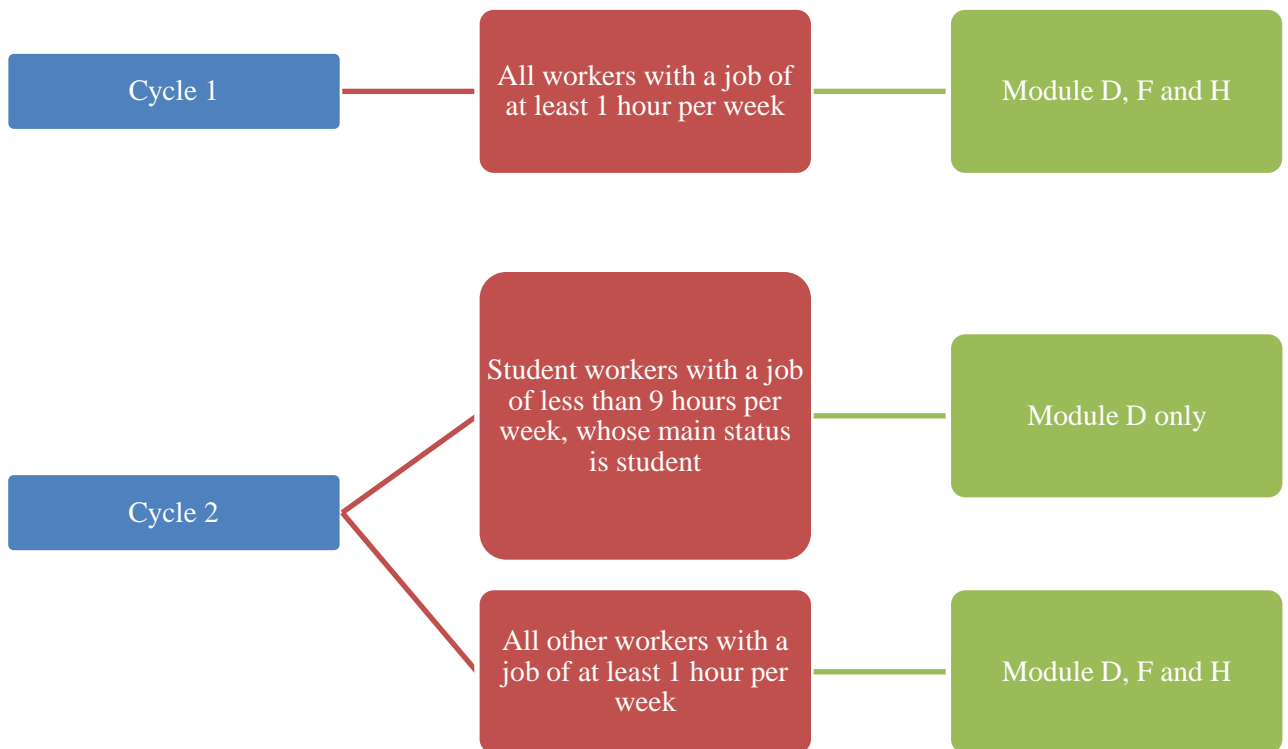 Cycle 1
All workers with a job of
at least 1 hour per week
Module D, F and H
Cycle 2
Student workers with a job
of less than 9 hours per
week, whose main status
is student
Module D only
All other workers with a
job of at least 1 hour per
week
Module D, F and H